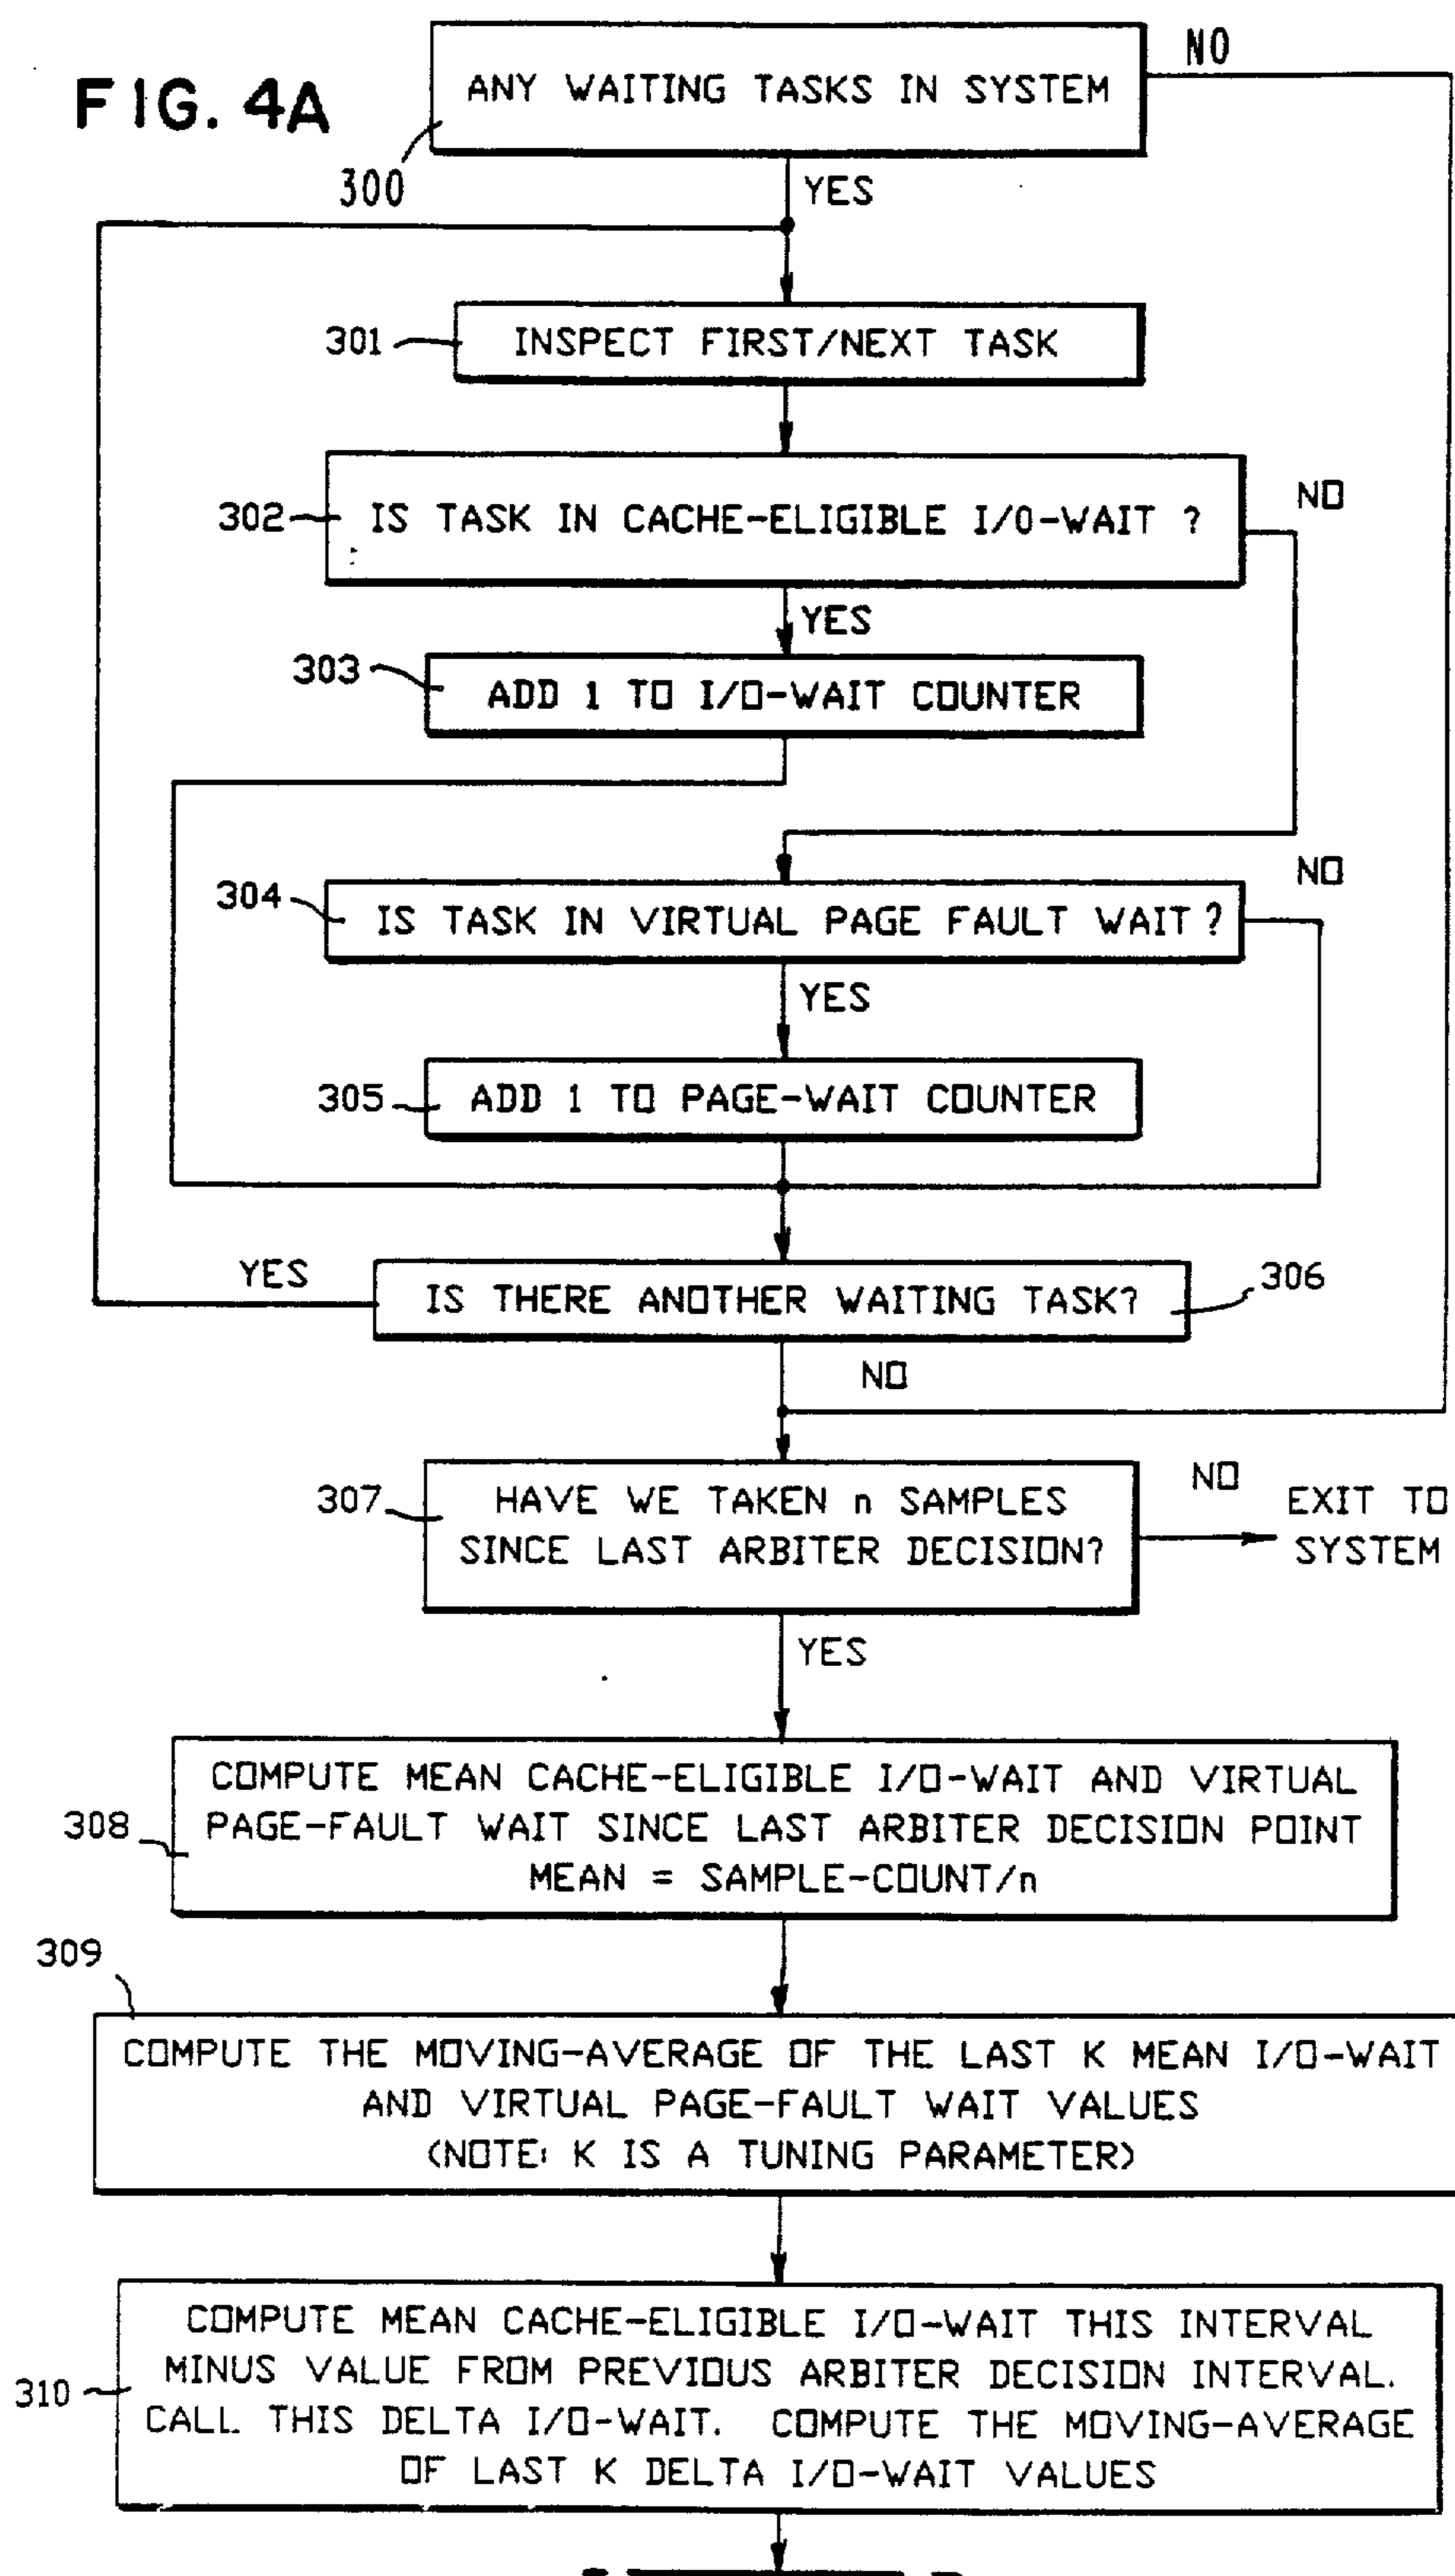 FIG. 4A
ANY WAITING TASKS IN SYSTEM
NO
300
YES
301
INSPECT FIRST/NEXT TASK
302
IS TASK IN CACHE-ELIGIBLE I/O-WAIT ?
NO
YES
303
ADD 1 TO I/O-WAIT COUNTER
NO
304
IS TASK IN VIRTUAL PAGE FAULT WAIT?
YES
305
ADD 1 TO PAGE-WAIT COUNTER
YES
IS THERE ANOTHER WAITING TASK?
306
NO
307
HAVE WE TAKEN n SAMPLES
SINCE LAST ARBITER DECISION?
NO
EXIT TO
SYSTEM
YES
308
COMPUTE MEAN CACHE-ELIGIBLE I/O-WAIT AND VIRTUAL
PAGE-FAULT WAIT SINCE LAST ARBITER DECISION POINT
MEAN = SAMPLE-COUNT/n
309
COMPUTE THE MOVING-AVERAGE OF THE LAST K MEAN I/O-WAIT
AND VIRTUAL PAGE-FAULT WAIT VALUES
(NOTE: K IS A TUNING PARAMETER)
310
COMPUTE MEAN CACHE-ELIGIBLE I/O-WAIT THIS INTERVAL
MINUS VALUE FROM PREVIOUS ARBITER DECISION INTERVAL.
CALL THIS DELTA I/O-WAIT. COMPUTE THE MOVING-AVERAGE
OF LAST K DELTA I/O-WAIT VALUES